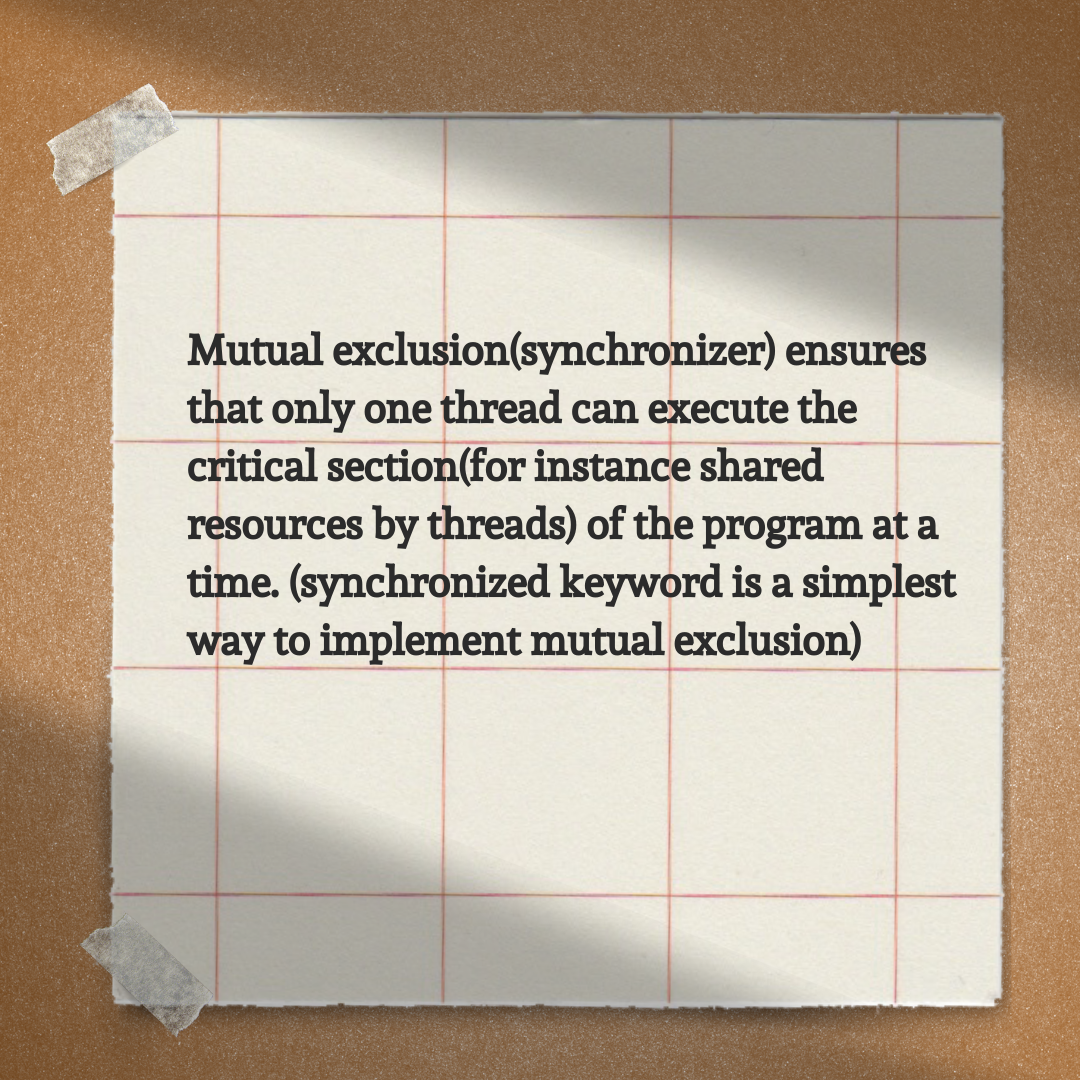 Mutual exclusion(synchronizer) ensures
that only one thread can execute the
critical section(for instance shared
resources by threads) of the program at a
time. (synchronized keyword is a simplest
way to implement mutual exclusion)